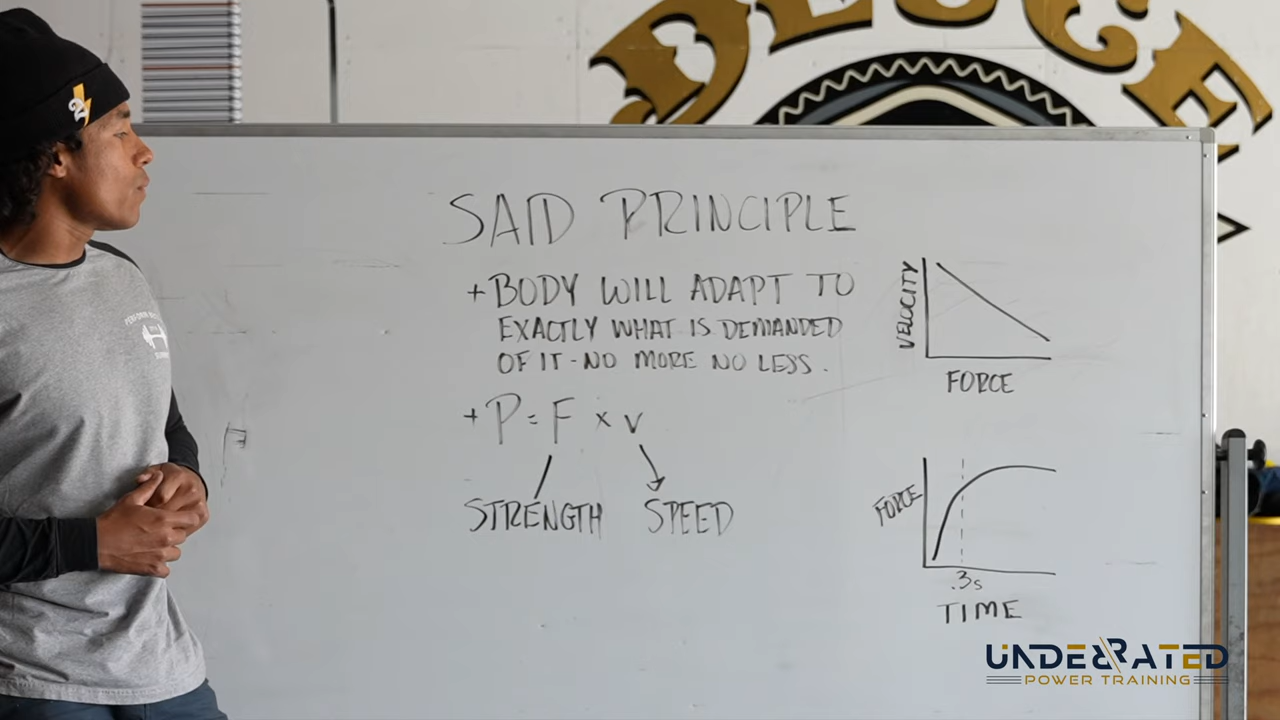 DEUCE
SAID PRINCIPLE
+ BODY WILL ADAPT TO
EXACTLY WHAT IS DEMANDED
OF IT - NO MORE NO LESS.
+ P = F x v
STRENGTH SPEED
VELOCITY
FORCE
FORCE
.3s
TIME
UNDERRATED
POWER TRAINING